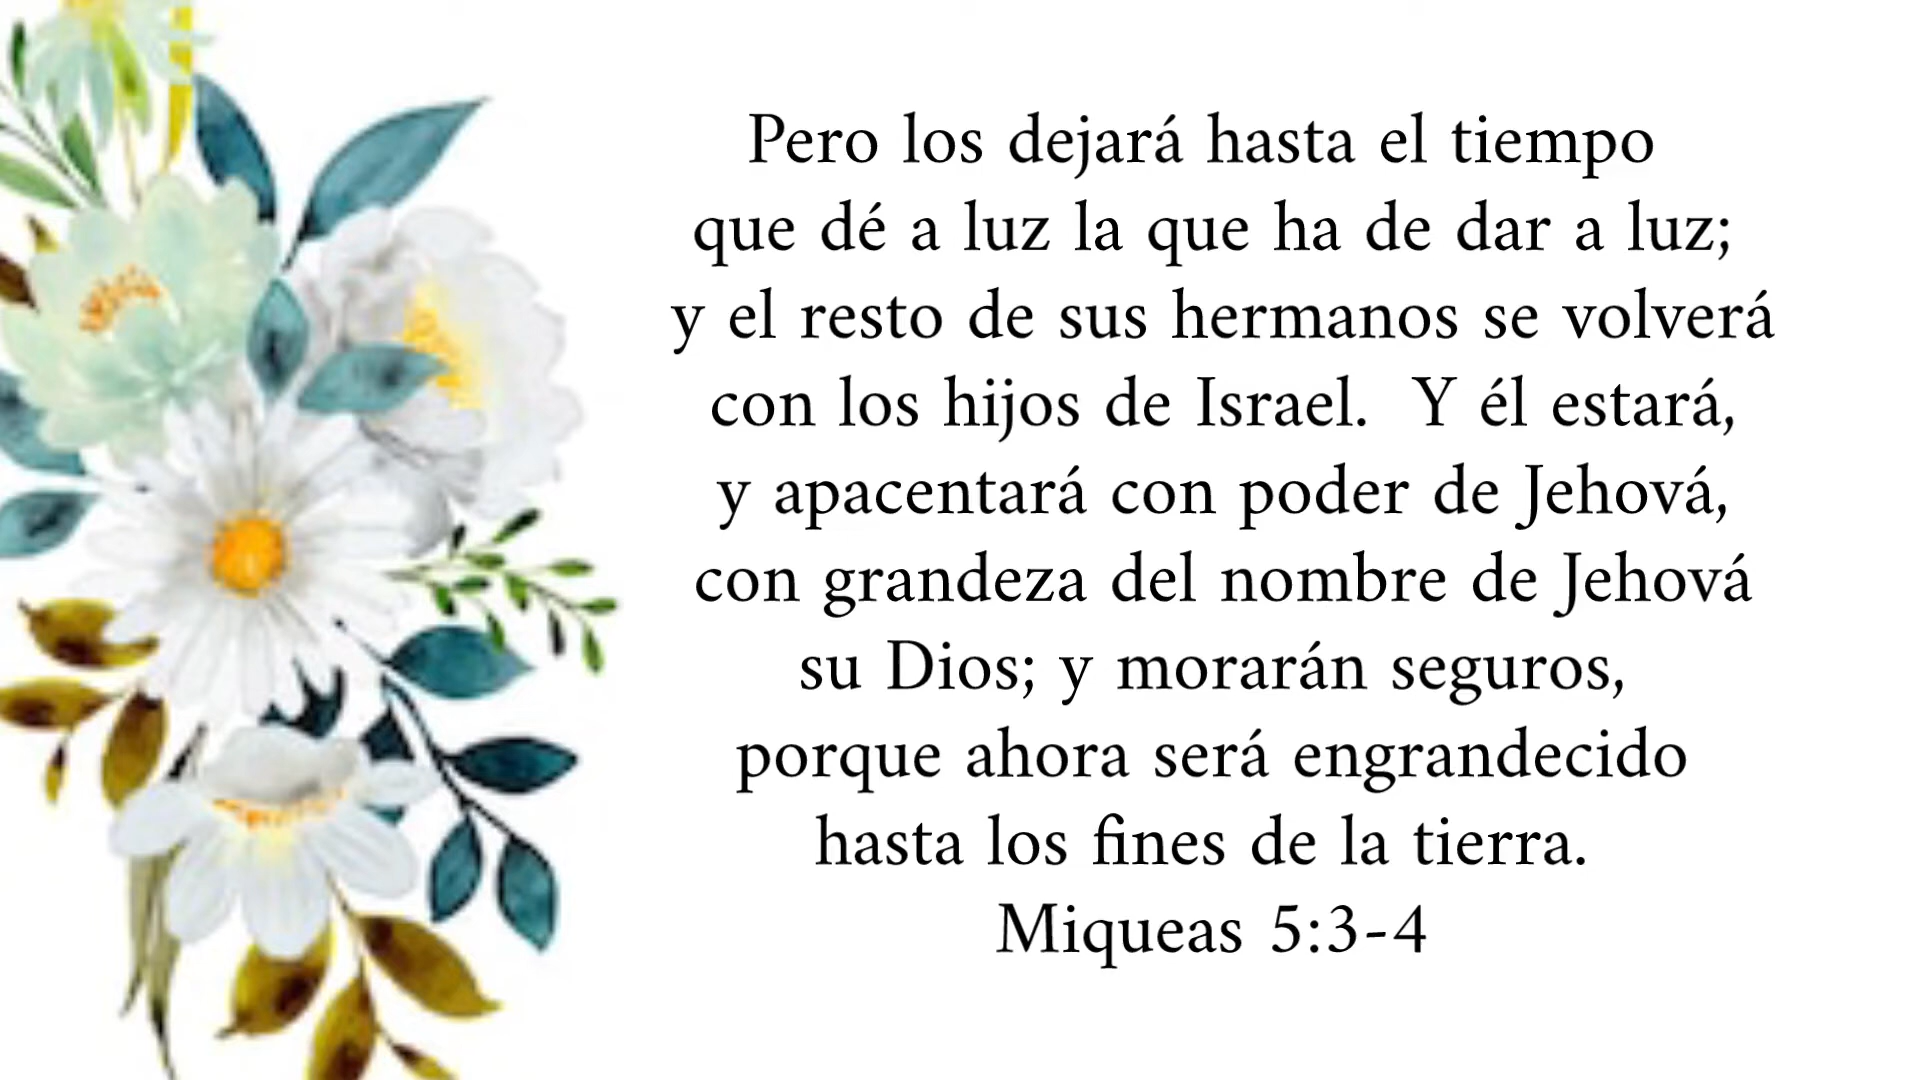 Pero los dejará hasta el tiempo
que dé a luz la que ha de dar a luz;
y el resto de sus hermanos se volverá
con los hijos de Israel.  Y él estará,
y apacentará con poder de Jehová,
con grandeza del nombre de Jehová
su Dios; y morarán seguros,
porque ahora será engrandecido
hasta los fines de la tierra.
Miqueas 5:3-4